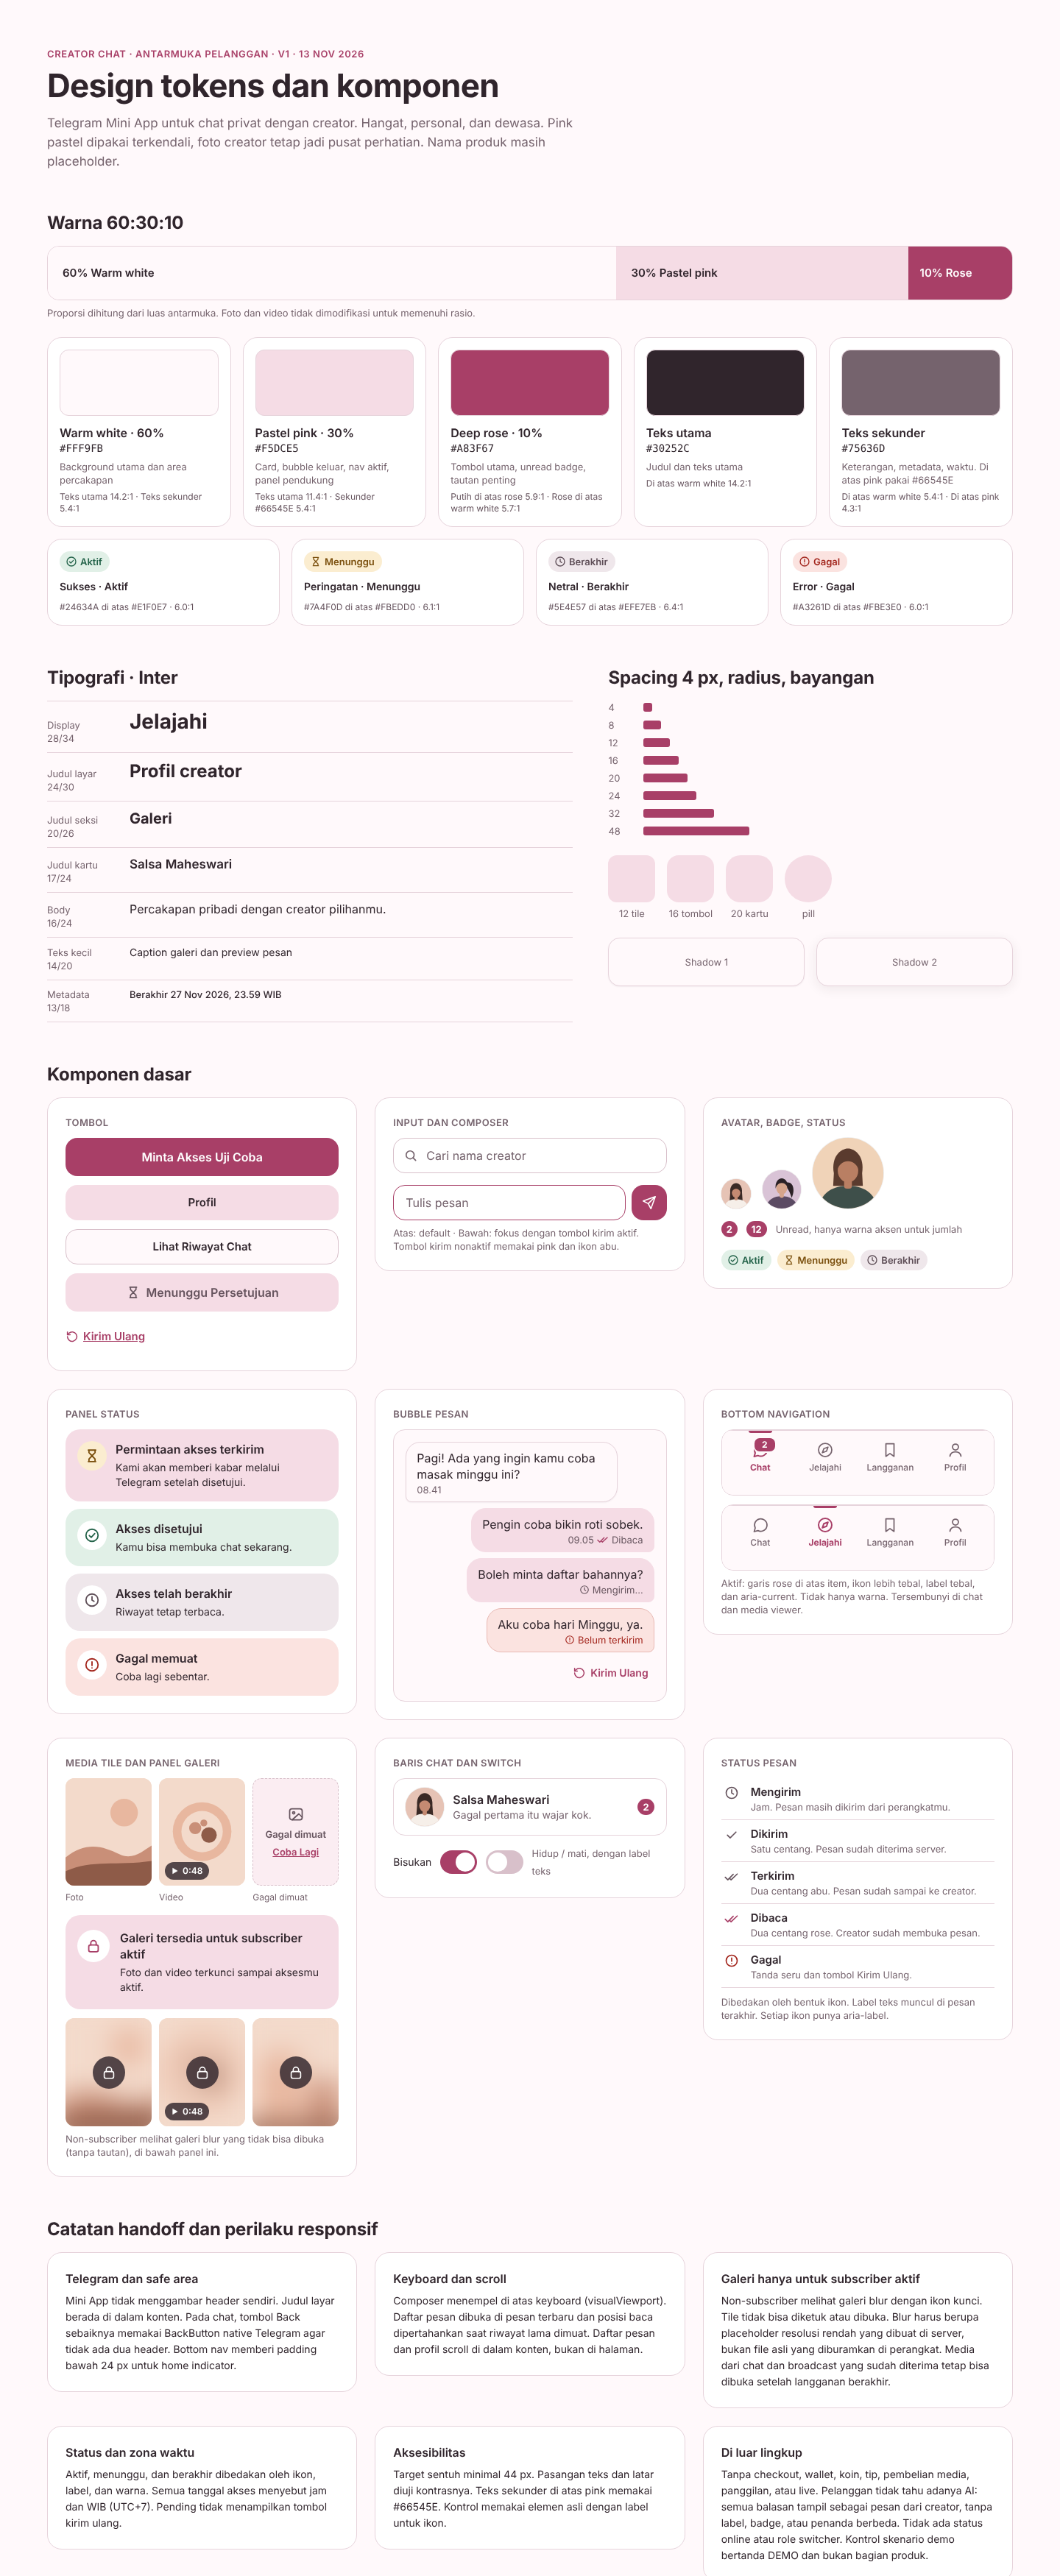 CREATOR CHAT · ANTARMUKA PELANGGAN · V1 · 13 NOV 2026
Design tokens dan komponen
Telegram Mini App untuk chat privat dengan creator. Hangat, personal, dan dewasa. Pink
pastel dipakai terkendali, foto creator tetap jadi pusat perhatian. Nama produk masih
placeholder.
Warna 60:30:10
60% Warm white
30% Pastel pink
10% Rose
Proporsi dihitung dari luas antarmuka. Foto dan video tidak dimodifikasi untuk memenuhi rasio.
Warm white · 60%
#FFF9FB
Background utama dan area
percakapan
Teks utama 14.2:1 · Teks sekunder
5.4:1
Pastel pink · 30%
#F5DCE5
Card, bubble keluar, nav aktif,
panel pendukung
Teks utama 11.4:1 · Sekunder
#66545E 5.4:1
Deep rose · 10%
#A83F67
Tombol utama, unread badge,
tautan penting
Putih di atas rose 5.9:1 · Rose di atas
warm white 5.7:1
Teks utama
#30252C
Judul dan teks utama
Di atas warm white 14.2:1
Teks sekunder
#75636D
Keterangan, metadata, waktu. Di
atas pink pakai #66545E
Di atas warm white 5.4:1 · Di atas pink
4.3:1
Aktif
Sukses · Aktif
#24634A di atas #E1F0E7 · 6.0:1
Menunggu
Peringatan · Menunggu
#7A4F0D di atas #FBEDD0 · 6.1:1
Berakhir
Netral · Berakhir
#5E4E57 di atas #EFE7EB · 6.4:1
Gagal
Error · Gagal
#A3261D di atas #FBE3E0 · 6.0:1
Tipografi · Inter
Display
28/34
Jelajahi
Judul layar
24/30
Profil creator
Judul seksi
20/26
Galeri
Judul kartu
17/24
Salsa Maheswari
Body
16/24
Percakapan pribadi dengan creator pilihanmu.
Teks kecil
14/20
Caption galeri dan preview pesan
Metadata
13/18
Berakhir 27 Nov 2026, 23.59 WIB
Spacing 4 px, radius, bayangan
4
8
12
16
20
24
32
48
12 tile
16 tombol
20 kartu
pill
Shadow 1
Shadow 2
Komponen dasar
TOMBOL
Minta Akses Uji Coba
Profil
Lihat Riwayat Chat
Menunggu Persetujuan
Kirim Ulang
INPUT DAN COMPOSER
Cari nama creator
Tulis pesan
Atas: default · Bawah: fokus dengan tombol kirim aktif.
Tombol kirim nonaktif memakai pink dan ikon abu.
AVATAR, BADGE, STATUS
2
12
Unread, hanya warna aksen untuk jumlah
Aktif
Menunggu
Berakhir
PANEL STATUS
Permintaan akses terkirim
Kami akan memberi kabar melalui
Telegram setelah disetujui.
Akses disetujui
Kamu bisa membuka chat sekarang.
Akses telah berakhir
Riwayat tetap terbaca.
Gagal memuat
Coba lagi sebentar.
BUBBLE PESAN
Pagi! Ada yang ingin kamu coba
masak minggu ini?
08.41
Pengin coba bikin roti sobek.
09.05
Dibaca
Boleh minta daftar bahannya?
Mengirim…
Aku coba hari Minggu, ya.
Belum terkirim
Kirim Ulang
BOTTOM NAVIGATION
2
Chat
Jelajahi
Langganan
Profil
Chat
Jelajahi
Langganan
Profil
Aktif: garis rose di atas item, ikon lebih tebal, label tebal,
dan aria-current. Tidak hanya warna. Tersembunyi di chat
dan media viewer.
MEDIA TILE DAN PANEL GALERI
0:48
Gagal dimuat
Coba Lagi
Foto
Video
Gagal dimuat
Galeri tersedia untuk subscriber
aktif
Foto dan video terkunci sampai aksesmu
aktif.
0:48
Non-subscriber melihat galeri blur yang tidak bisa dibuka
(tanpa tautan), di bawah panel ini.
BARIS CHAT DAN SWITCH
Salsa Maheswari
Gagal pertama itu wajar kok.
2
Bisukan
Hidup / mati, dengan label
teks
STATUS PESAN
Mengirim
Jam. Pesan masih dikirim dari perangkatmu.
Dikirim
Satu centang. Pesan sudah diterima server.
Terkirim
Dua centang abu. Pesan sudah sampai ke creator.
Dibaca
Dua centang rose. Creator sudah membuka pesan.
Gagal
Tanda seru dan tombol Kirim Ulang.
Dibedakan oleh bentuk ikon. Label teks muncul di pesan
terakhir. Setiap ikon punya aria-label.
Catatan handoff dan perilaku responsif
Telegram dan safe area
Mini App tidak menggambar header sendiri. Judul layar
berada di dalam konten. Pada chat, tombol Back
sebaiknya memakai BackButton native Telegram agar
tidak ada dua header. Bottom nav memberi padding
bawah 24 px untuk home indicator.
Keyboard dan scroll
Composer menempel di atas keyboard (visualViewport).
Daftar pesan dibuka di pesan terbaru dan posisi baca
dipertahankan saat riwayat lama dimuat. Daftar pesan
dan profil scroll di dalam konten, bukan di halaman.
Galeri hanya untuk subscriber aktif
Non-subscriber melihat galeri blur dengan ikon kunci.
Tile tidak bisa diketuk atau dibuka. Blur harus berupa
placeholder resolusi rendah yang dibuat di server,
bukan file asli yang diburamkan di perangkat. Media
dari chat dan broadcast yang sudah diterima tetap bisa
dibuka setelah langganan berakhir.
Status dan zona waktu
Aktif, menunggu, dan berakhir dibedakan oleh ikon,
label, dan warna. Semua tanggal akses menyebut jam
dan WIB (UTC+7). Pending tidak menampilkan tombol
kirim ulang.
Aksesibilitas
Target sentuh minimal 44 px. Pasangan teks dan latar
diuji kontrasnya. Teks sekunder di atas pink memakai
#66545E. Kontrol memakai elemen asli dengan label
untuk ikon.
Di luar lingkup
Tanpa checkout, wallet, koin, tip, pembelian media,
panggilan, atau live. Pelanggan tidak tahu adanya AI:
semua balasan tampil sebagai pesan dari creator, tanpa
label, badge, atau penanda berbeda. Tidak ada status
online atau role switcher. Kontrol skenario demo
bertanda DEMO dan bukan bagian produk.